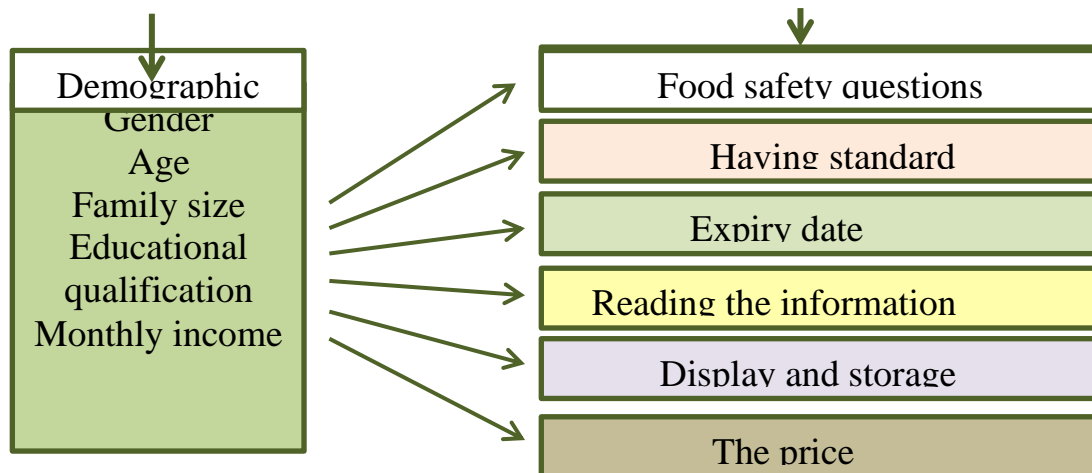 Demographic
Gender
Age
Family size
Educational
qualification
Monthly income
Food safety questions
Having standard
Expiry date
Reading the information
Display and storage
The price